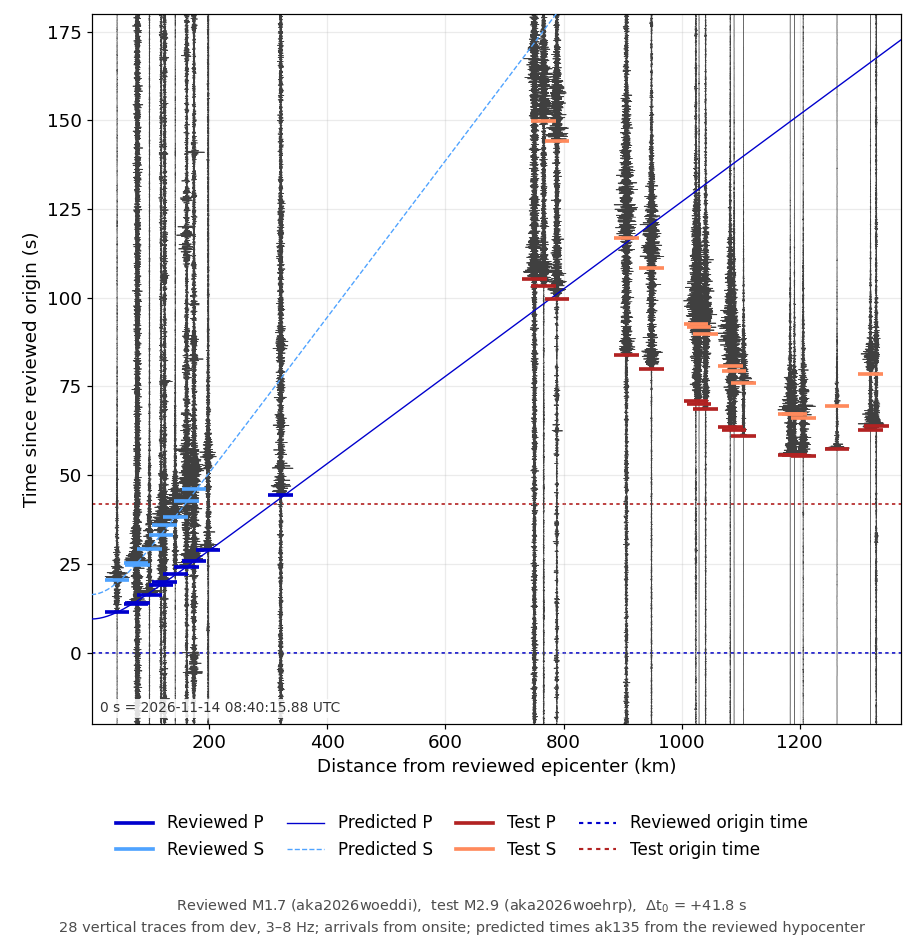 175
150
125
100
75
50
25
0
Time since reviewed origin (s)
0 s = 2026-11-14 08:40:15.88 UTC
200 400 600 800 1000 1200
Distance from reviewed epicenter (km)
Reviewed P Predicted P Test P Reviewed origin time
Reviewed S Predicted S Test S Test origin time
Reviewed M1.7 (aka2026woeddi), test M2.9 (aka2026woehrp), Δt₀ = +41.8 s
28 vertical traces from dev, 3–8 Hz; arrivals from onsite; predicted times ak135 from the reviewed hypocenter